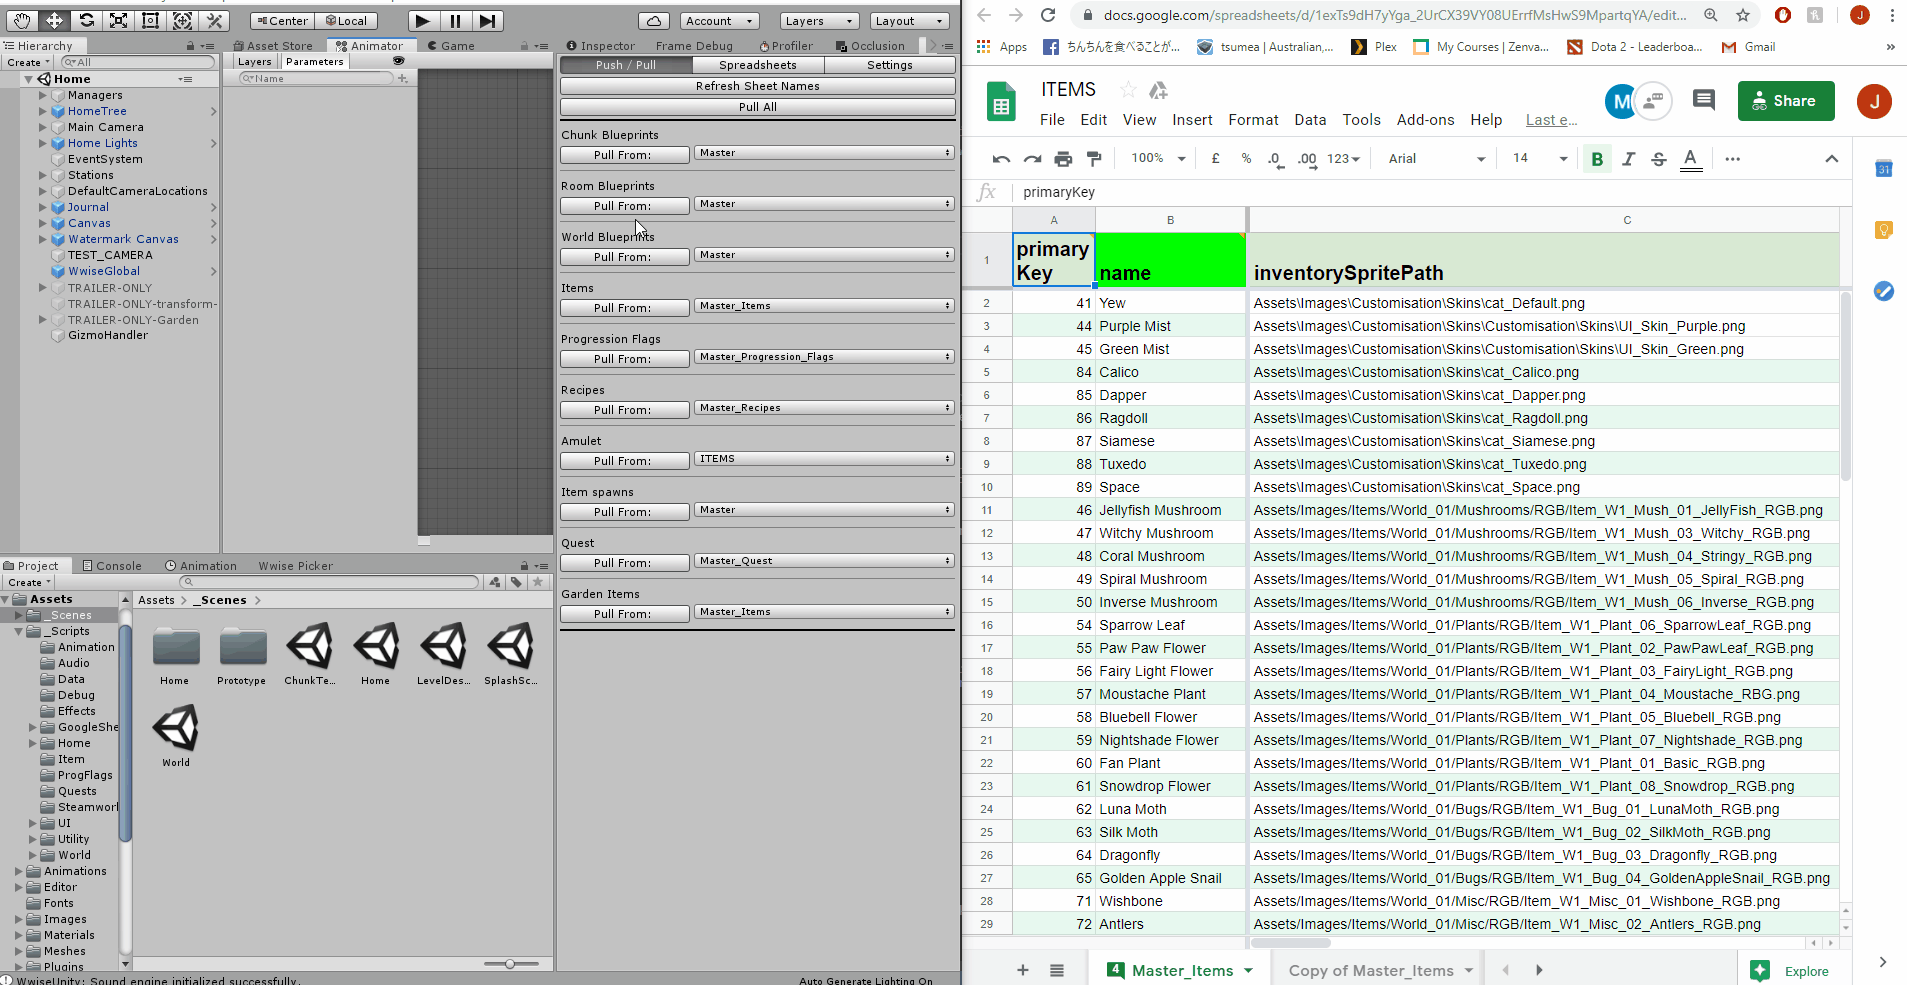 Center
Local
Account
Layers
Layout
Hierarchy
Create
All
Home
Managers
HomeTree
Main Camera
Home Lights
EventSystem
Stations
DefaultCameraLocations
Journal
Canvas
Watermark Canvas
TEST_CAMERA
WwiseGlobal
TRAILER-ONLY
TRAILER-ONLY-transform-
TRAILER-ONLY-Garden
GizmoHandler
Asset Store
Animator
Game
Layers
Parameters
Name
Inspector
Frame Debug
Profiler
Occlusion
Push / Pull
Spreadsheets
Settings
Refresh Sheet Names
Pull All
Chunk Blueprints
Pull From:
Master
Room Blueprints
Pull From:
Master
World Blueprints
Pull From:
Master
Items
Pull From:
Master_Items
Progression Flags
Pull From:
Master_Progression_Flags
Recipes
Pull From:
Master_Recipes
Amulet
Pull From:
ITEMS
Item spawns
Pull From:
Master
Quest
Pull From:
Master_Quest
Garden Items
Pull From:
Master_Items
Project
Console
Animation
Wwise Picker
Create
Assets
_Scenes
_Scripts
Animation
Audio
Data
Debug
Effects
GoogleShe
Home
Item
ProgFlags
Quests
Steamworl
UI
Utility
World
Animations
Editor
Fonts
Images
Materials
Meshes
Plugins
Assets > _Scenes >
Home
Prototype
ChunkTe...
Home
LevelDes...
SplashSc...
World
WwiseUnity: Sound engine initialized successfully.
Auto Generate Lighting On
docs.google.com/spreadsheets/d/1exTs9dH7yYga_2UrCX39VY08UErrfMsHwS9MpartqYA/edit...
J
Apps
ちんちんを食べることが...
tsumea | Australian,...
Plex
My Courses | Zenva...
Dota 2 - Leaderboa...
Gmail
»
ITEMS
M
Share
J
File Edit View Insert Format Data Tools Add-ons Help Last e...
100% £ % .0 .00 123 Arial 14 B I S A ...
31
fx primaryKey
A B C
1 primary Key name inventorySpritePath
2 41 Yew Assets\Images\Customisation\Skins\cat_Default.png
3 44 Purple Mist Assets\Images\Customisation\Skins\Customisation\Skins\UI_Skin_Purple.png
4 45 Green Mist Assets\Images\Customisation\Skins\Customisation\Skins\UI_Skin_Green.png
5 84 Calico Assets\Images\Customisation\Skins\cat_Calico.png
6 85 Dapper Assets\Images\Customisation\Skins\cat_Dapper.png
7 86 Ragdoll Assets\Images\Customisation\Skins\cat_Ragdoll.png
8 87 Siamese Assets\Images\Customisation\Skins\cat_Siamese.png
9 88 Tuxedo Assets\Images\Customisation\Skins\cat_Tuxedo.png
10 89 Space Assets\Images\Customisation\Skins\cat_Space.png
11 46 Jellyfish Mushroom Assets/Images/Items/World_01/Mushrooms/RGB/Item_W1_Mush_01_JellyFish_RGB.png
12 47 Witchy Mushroom Assets/Images/Items/World_01/Mushrooms/RGB/Item_W1_Mush_03_Witchy_RGB.png
13 48 Coral Mushroom Assets/Images/Items/World_01/Mushrooms/RGB/Item_W1_Mush_04_Stringy_RGB.png
14 49 Spiral Mushroom Assets/Images/Items/World_01/Mushrooms/RGB/Item_W1_Mush_05_Spiral_RGB.png
15 50 Inverse Mushroom Assets/Images/Items/World_01/Mushrooms/RGB/Item_W1_Mush_06_Inverse_RGB.png
16 54 Sparrow Leaf Assets/Images/Items/World_01/Plants/RGB/Item_W1_Plant_06_SparrowLeaf_RGB.png
17 55 Paw Paw Flower Assets/Images/Items/World_01/Plants/RGB/Item_W1_Plant_02_PawPawLeaf_RGB.png
18 56 Fairy Light Flower Assets/Images/Items/World_01/Plants/RGB/Item_W1_Plant_03_FairyLight_RGB.png
19 57 Moustache Plant Assets/Images/Items/World_01/Plants/RGB/Item_W1_Plant_04_Moustache_RBG.png
20 58 Bluebell Flower Assets/Images/Items/World_01/Plants/RGB/Item_W1_Plant_05_Bluebell_RGB.png
21 59 Nightshade Flower Assets/Images/Items/World_01/Plants/RGB/Item_W1_Plant_07_Nightshade_RGB.png
22 60 Fan Plant Assets/Images/Items/World_01/Plants/RGB/Item_W1_Plant_01_Basic_RGB.png
23 61 Snowdrop Flower Assets/Images/Items/World_01/Plants/RGB/Item_W1_Plant_08_Snowdrop_RGB.png
24 62 Luna Moth Assets/Images/Items/World_01/Bugs/RGB/Item_W1_Bug_01_LunaMoth_RGB.png
25 63 Silk Moth Assets/Images/Items/World_01/Bugs/RGB/Item_W1_Bug_02_SilkMoth_RGB.png
26 64 Dragonfly Assets/Images/Items/World_01/Bugs/RGB/Item_W1_Bug_03_Dragonfly_RGB.png
27 65 Golden Apple Snail Assets/Images/Items/World_01/Bugs/RGB/Item_W1_Bug_04_GoldenAppleSnail_RGB.png
28 71 Wishbone Assets/Images/Items/World_01/Misc/RGB/Item_W1_Misc_01_Wishbone_RGB.png
29 72 Antlers Assets/Images/Items/World_01/Misc/RGB/Item_W1_Misc_02_Antlers_RGB.png
4 Master_Items
Copy of Master_Items
Explore